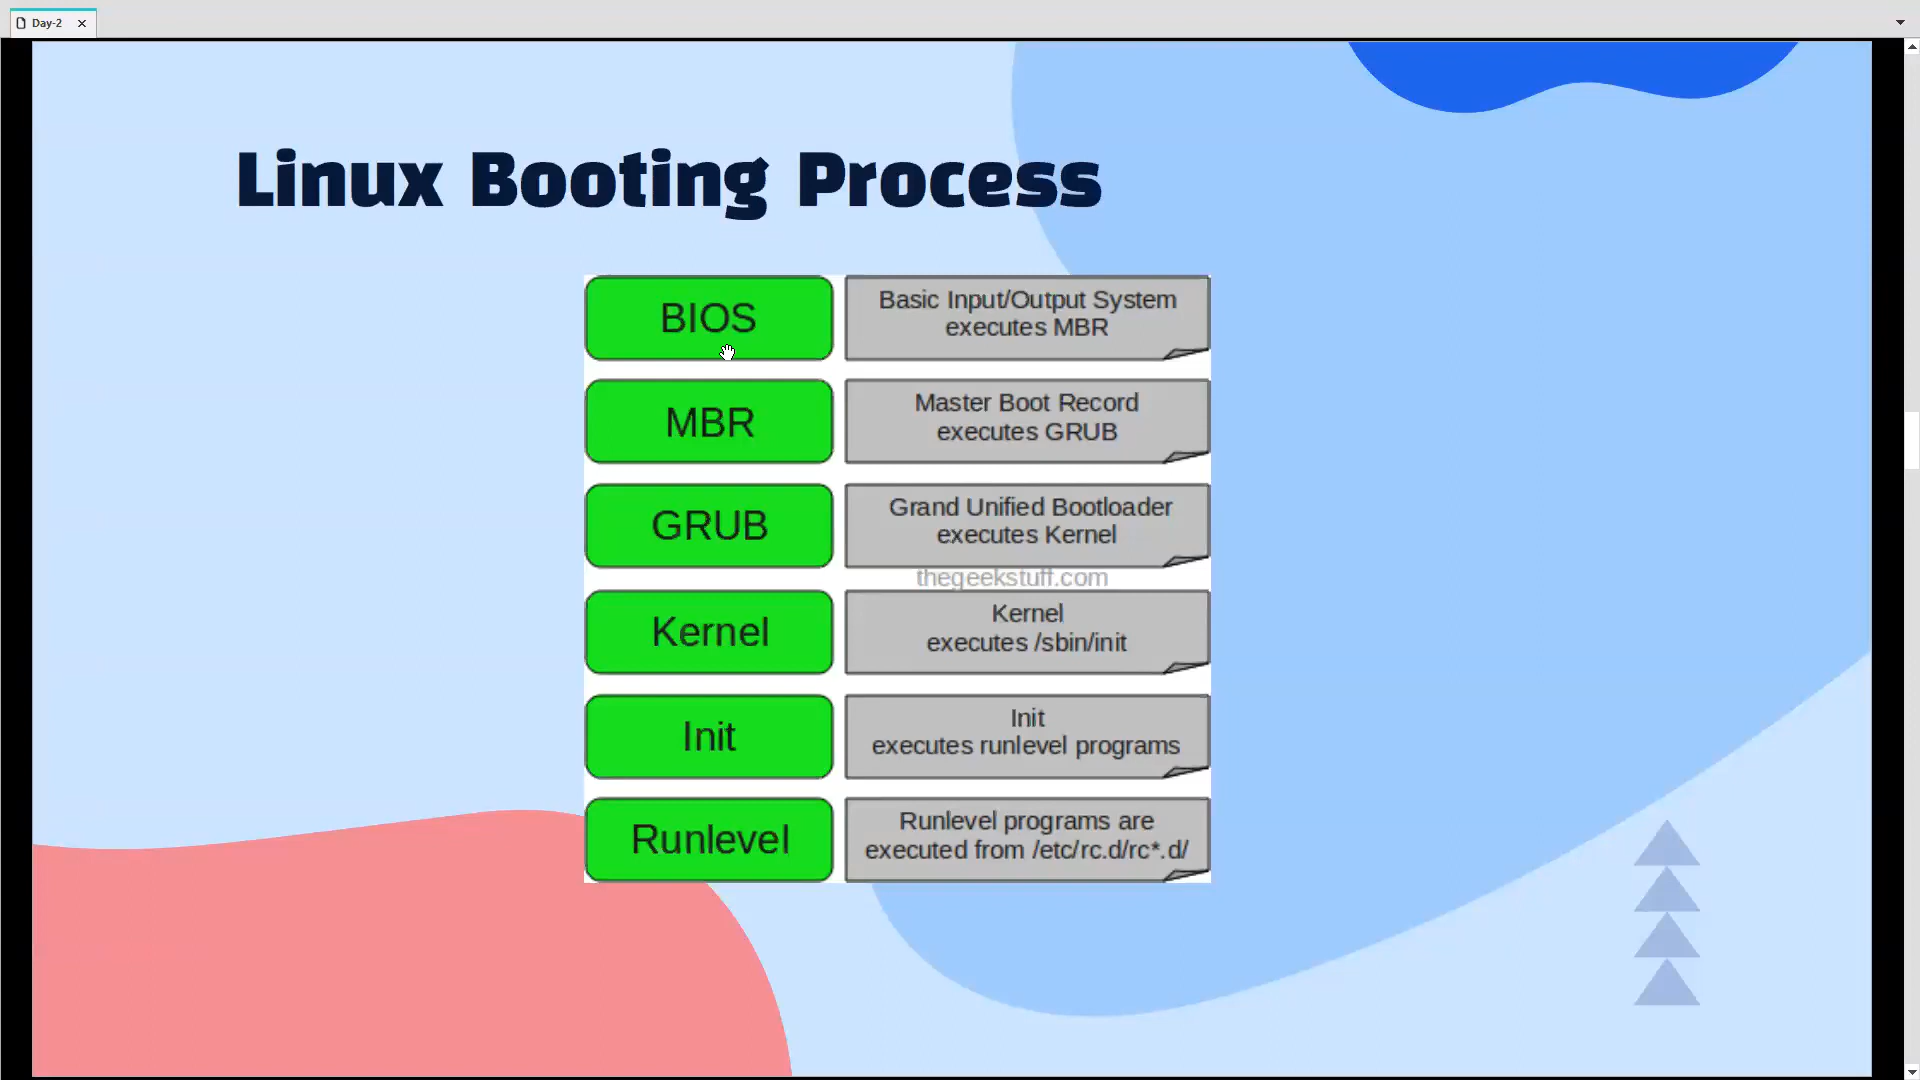 Day-2
Linux Booting Process
BIOS
Basic Input/Output System
executes MBR
MBR
Master Boot Record
executes GRUB
GRUB
Grand Unified Bootloader
executes Kernel
thegeekstuff.com
Kernel
Kernel
executes /sbin/init
Init
Init
executes runlevel programs
Runlevel
Runlevel programs are
executed from /etc/rc.d/rc*.d/